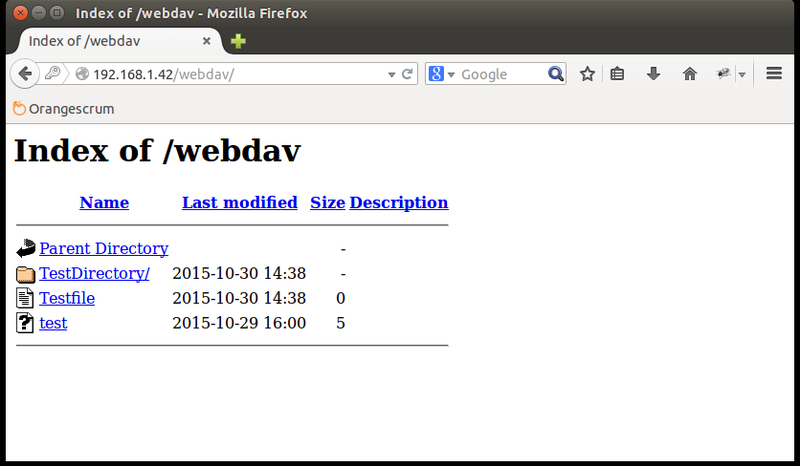 Index of /webdav - Mozilla Firefox
Index of /webdav
192.168.1.42/webdav/
Google
Orangescrum
Index of /webdav
Name Last modified Size Description
Parent Directory -
TestDirectory/ 2015-10-30 14:38 -
Testfile 2015-10-30 14:38 0
test 2015-10-29 16:00 5